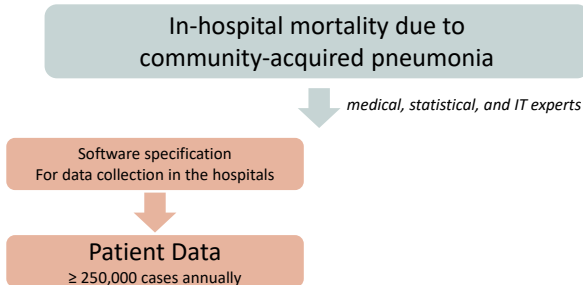 In-hospital mortality due to
community-acquired pneumonia
medical, statistical, and IT experts
Software specification
For data collection in the hospitals
Patient Data
≥ 250,000 cases annually